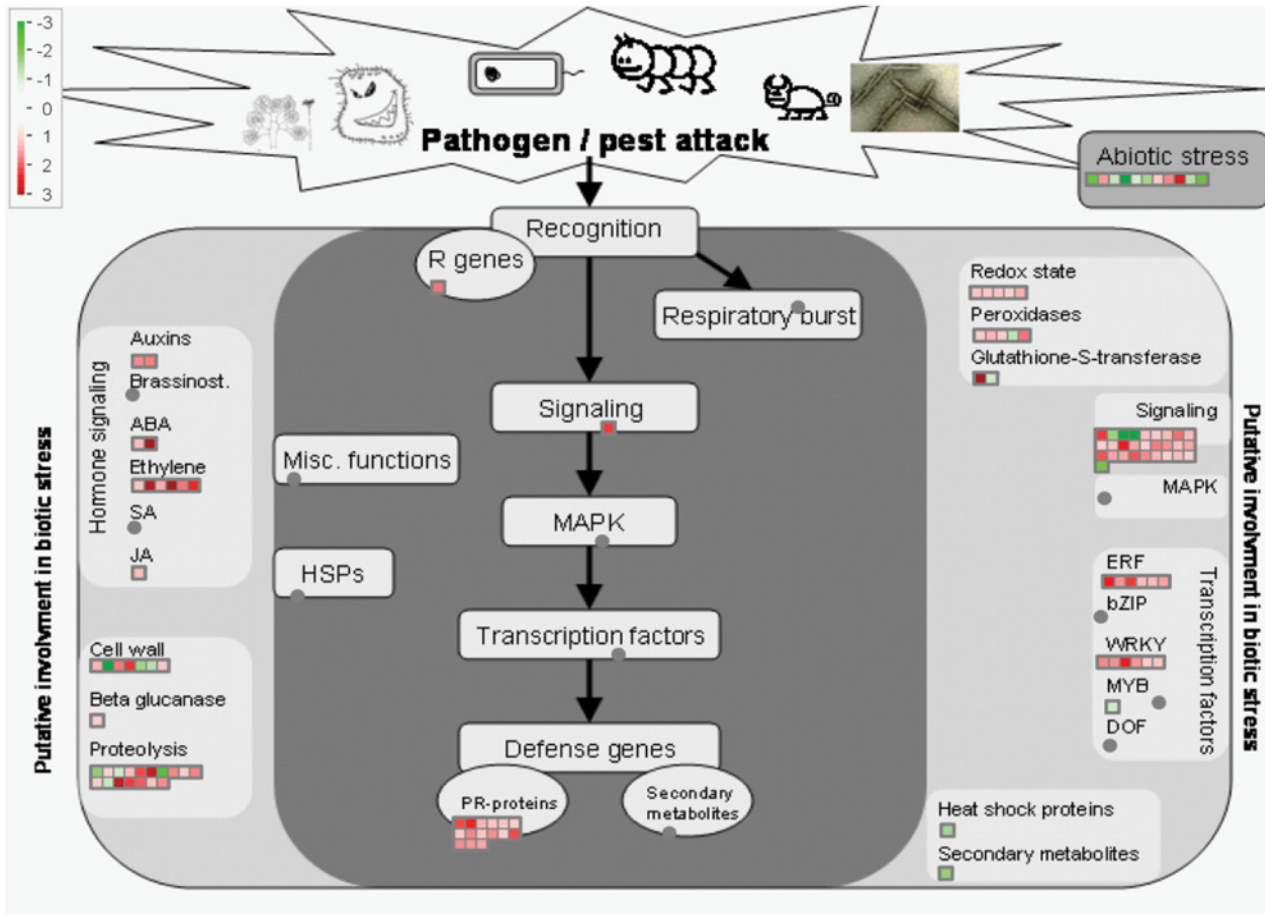 -3
-2
-1
0
1
2
3
Pathogen / pest attack
Abiotic stress
Recognition
R genes
Respiratory burst
Redox state
Peroxidases
Glutathione-S-transferase
Hormone signaling
Auxins
Brassinost.
ABA
Ethylene
SA
JA
Signaling
Misc. functions
MAPK
HSPs
Transcription factors
Defense genes
PR-proteins
Secondary
metabolites
Putative involvment in biotic stress
Cell wall
Beta glucanase
Proteolysis
Signaling
MAPK
ERF
bZIP
WRKY
MYB
DOF
Transcription factors
Putative involvment in biotic stress
Heat shock proteins
Secondary metabolites